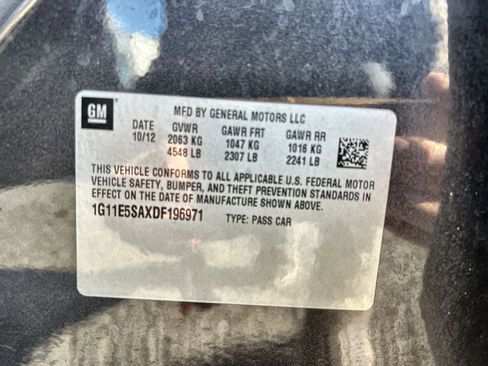 GM
MFD BY GENERAL MOTORS LLC
DATE GVWR GAWR FRT GAWR RR
10/12 2063 KG 1047 KG 1016 KG
4548 LB 2307 LB 2241 LB
THIS VEHICLE CONFORMS TO ALL APPLICABLE U.S. FEDERAL MOTOR
VEHICLE SAFETY, BUMPER, AND THEFT PREVENTION STANDARDS IN
EFFECT ON THE DATE OF MANUFACTURE SHOWN ABOVE.
1G11E5SAXDF196971 TYPE: PASS CAR